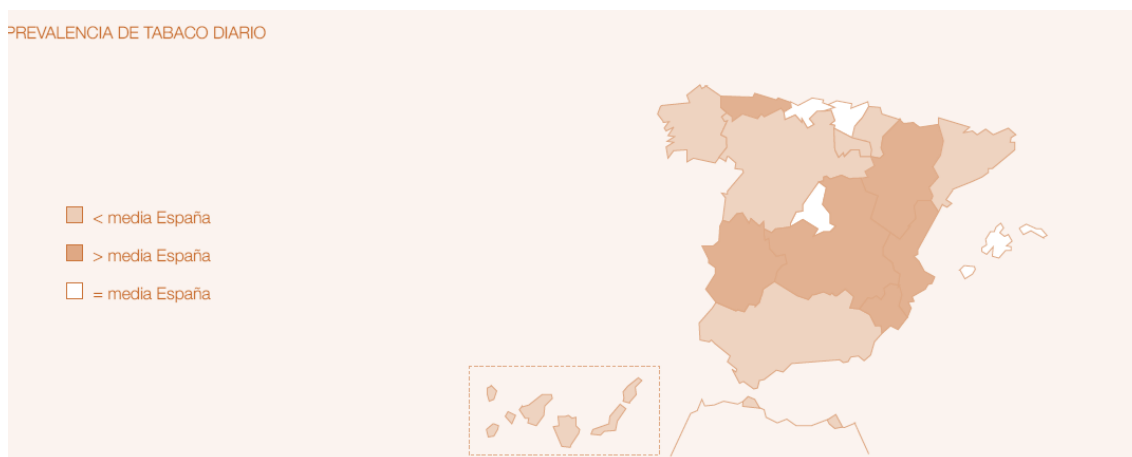 PREVALENCIA DE TABACO DIARIO
< media España
> media España
= media España